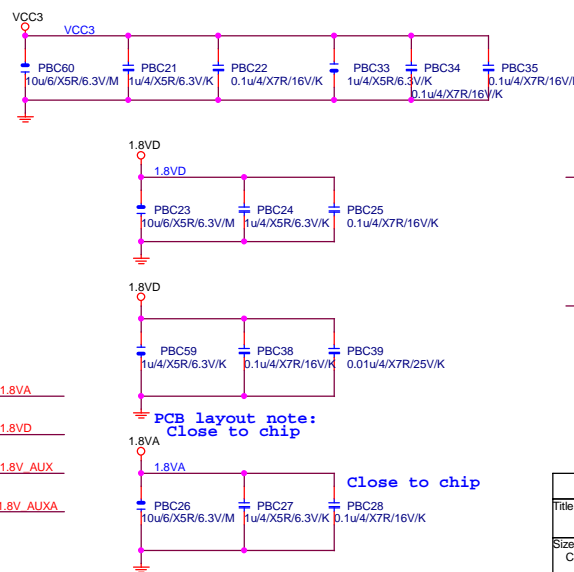 VCC3
VCC3
PBC60
10u/6/X5R/6.3V/M
PBC21
1u/4/X5R/6.3V/K
PBC22
0.1u/4/X7R/16V/K
PBC33
1u/4/X5R/6.3V/K
PBC34
0.1u/4/X7R/16V/K
PBC35
0.1u/4/X7R/16V/
1.8VD
1.8VD
PBC23
10u/6/X5R/6.3V/M
PBC24
1u/4/X5R/6.3V/K
PBC25
0.1u/4/X7R/16V/K
1.8VD
PBC59
1u/4/X5R/6.3V/K
PBC38
0.1u/4/X7R/16V/K
PBC39
0.01u/4/X7R/25V/K
1.8VA
PCB layout note:
Close to chip
1.8VD
1.8VA
1.8VA
1.8V_AUX
Close to chip
PBC26
10u/6/X5R/6.3V/M
PBC27
1u/4/X5R/6.3V/K
PBC28
0.1u/4/X7R/16V/K
1.8V_AUXA
Title
Size
C